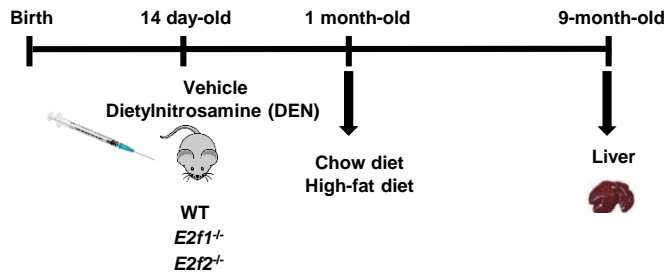 Birth
14 day-old
1 month-old
9-month-old
Vehicle
Dietylnitrosamine (DEN)
Chow diet
High-fat diet
Liver
WT
E2f1-/-
E2f2-/-